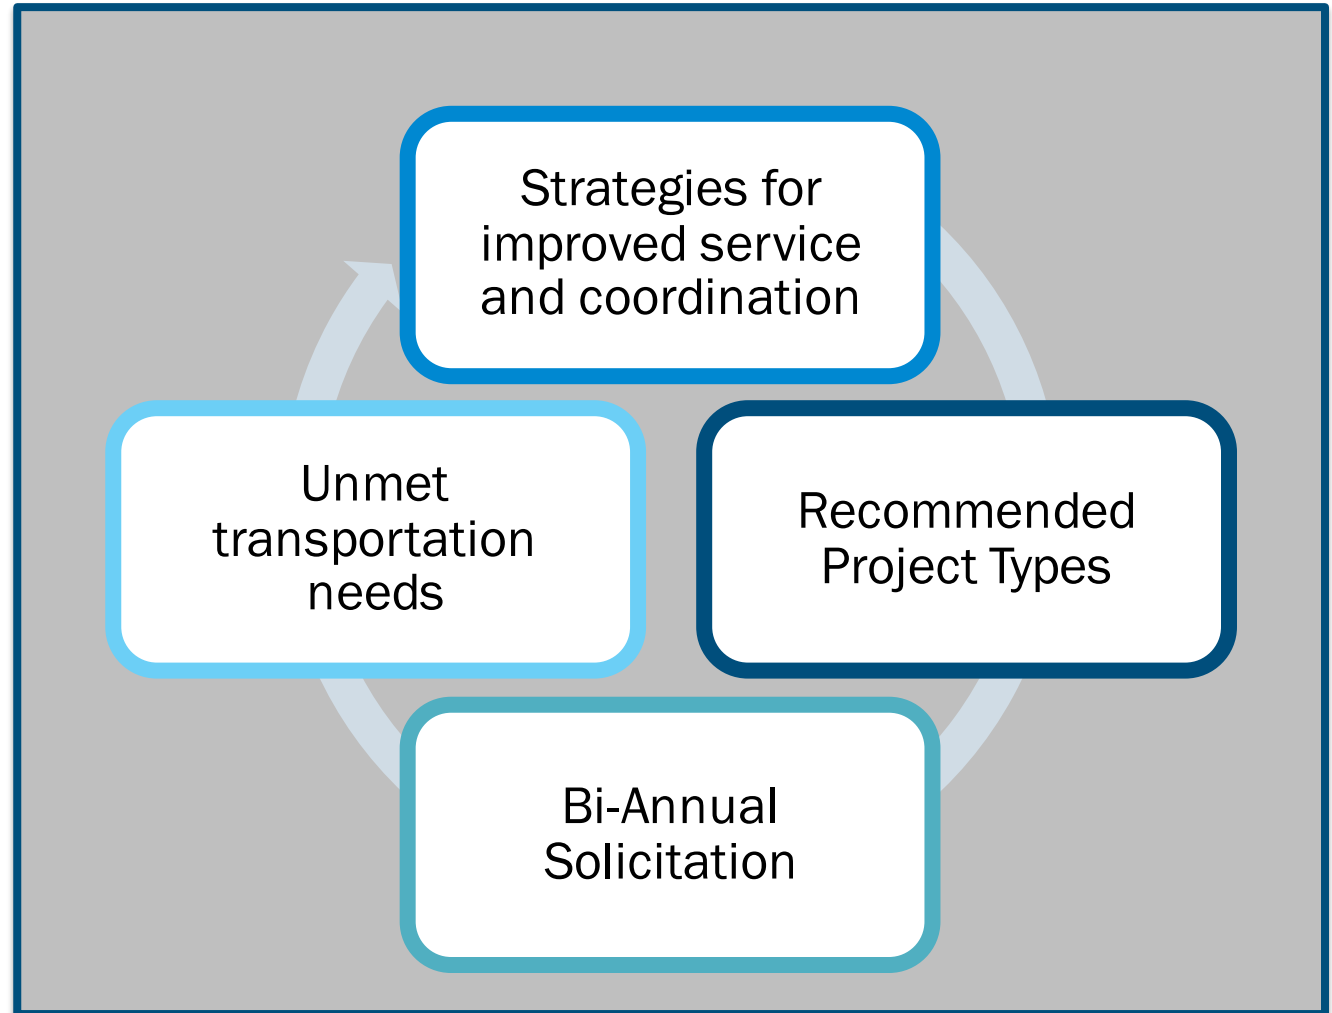 Strategies for
improved service
and coordination
Unmet
transportation
needs
Recommended
Project Types
Bi-Annual
Solicitation